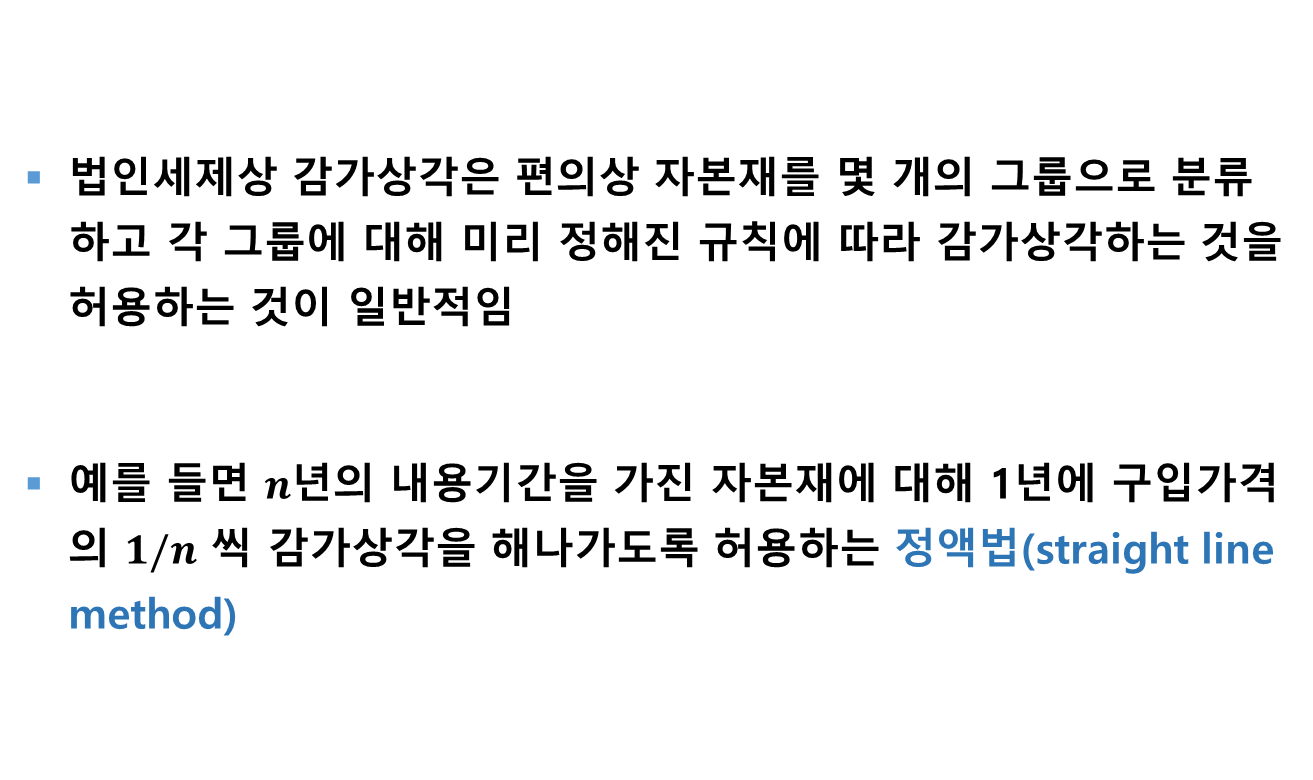 ▪ 법인세제상 감가상각은 편의상 자본재를 몇 개의 그룹으로 분류
하고 각 그룹에 대해 미리 정해진 규칙에 따라 감가상각하는 것을
허용하는 것이 일반적임
▪ 예를 들면 n년의 내용기간을 가진 자본재에 대해 1년에 구입가격
의 1/n 씩 감가상각을 해나가도록 허용하는 정액법(straight line
method)